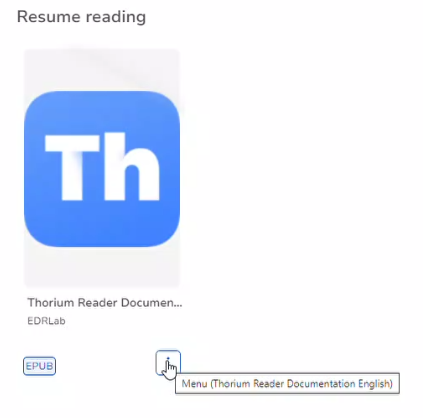 Resume reading
Th
Thorium Reader Documen...
EDRLab
EPUB
Menu (Thorium Reader Documentation English)